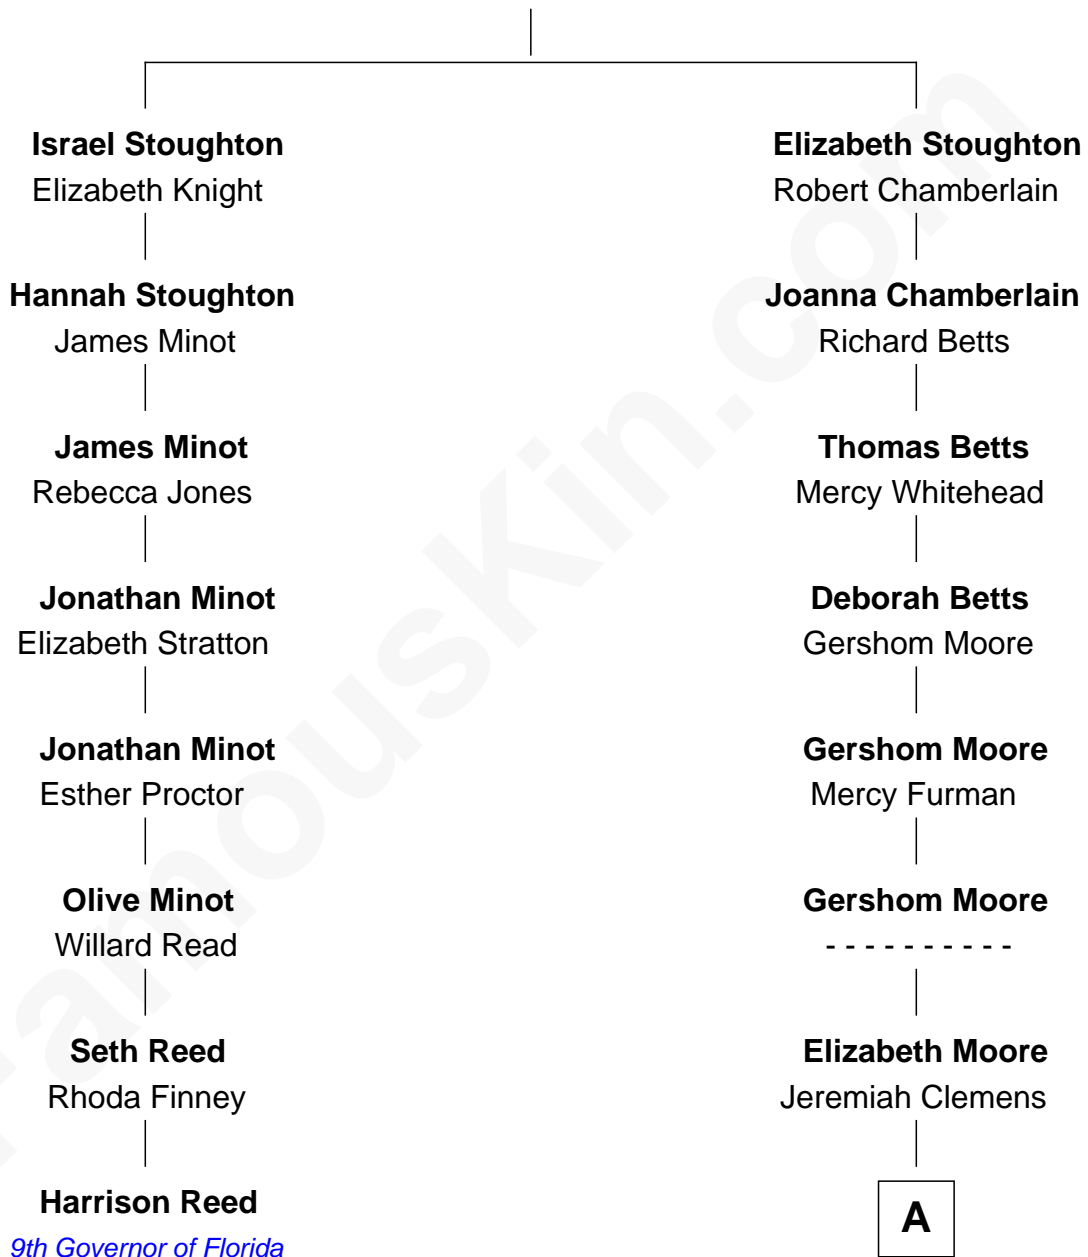 Israel Stoughton
Elizabeth Knight
Hannah Stoughton
James Minot
James Minot
Rebecca Jones
Jonathan Minot
Elizabeth Stratton
Jonathan Minot
Esther Proctor
Olive Minot
Willard Read
Seth Reed
Rhoda Finney
Harrison Reed
9th Governor of Florida
Elizabeth Stoughton
Robert Chamberlain
Joanna Chamberlain
Richard Betts
Thomas Betts
Mercy Whitehead
Deborah Betts
Gershom Moore
Gershom Moore
Mercy Furman
Gershom Moore
- - - - - - - - - -
Elizabeth Moore
Jeremiah Clemens
A
FamousKin.com